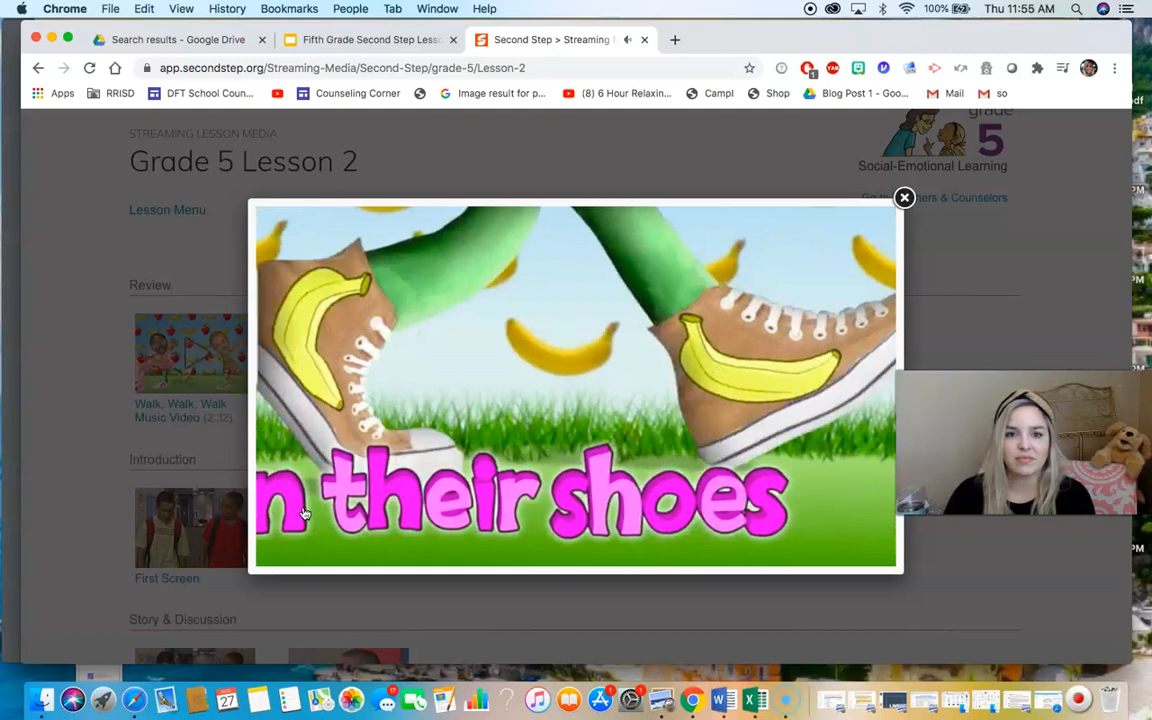 Chrome File Edit View History Bookmarks People Tab Window Help 100% Thu 11:55 AM
Search results - Google Drive Fifth Grade Second Step Less Second Step > Streaming
app.secondstep.org/Streaming-Media/Second-Step/grade-5/Lesson-2
Apps RRISD DFT School Coun... Counseling Corner Image result for p... (8) 6 Hour Relaxin... Campl Shop Blog Post 1 - Goo... Mail so
STREAMING LESSON MEDIA
Grade 5 Lesson 2
grade
5
Social-Emotional Learning
Lesson Menu
Review
Walk, Walk, Walk
Music Video (2:32)
n their shoes
Introduction
First Screen
Story & Discussion
27
17
1
1